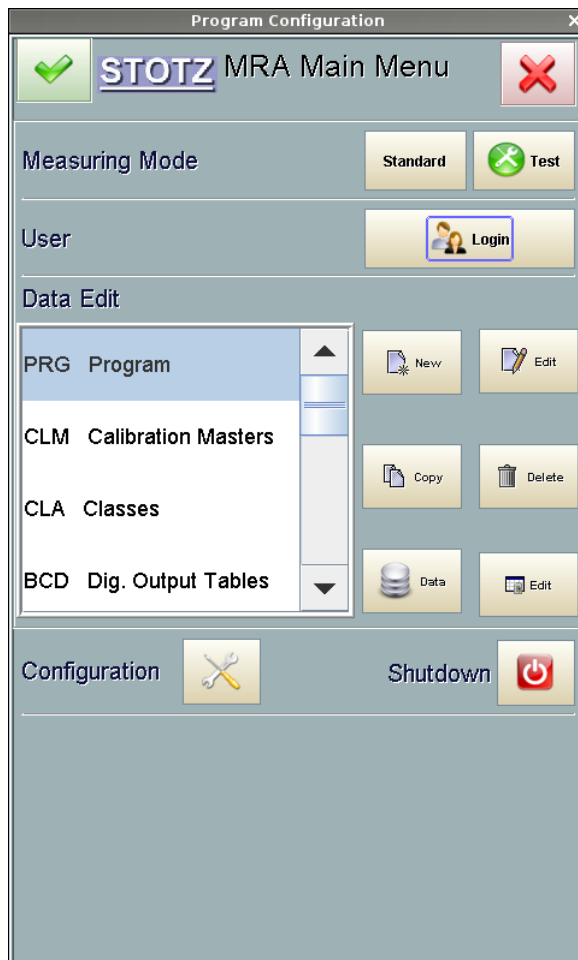 Program Configuration
STOTZ MRA Main Menu
Measuring Mode
Standard
Test
User
Login
Data Edit
PRG Program
New
Edit
CLM Calibration Masters
Copy
Delete
CLA Classes
BCD Dig. Output Tables
Data
Edit
Configuration
Shutdown